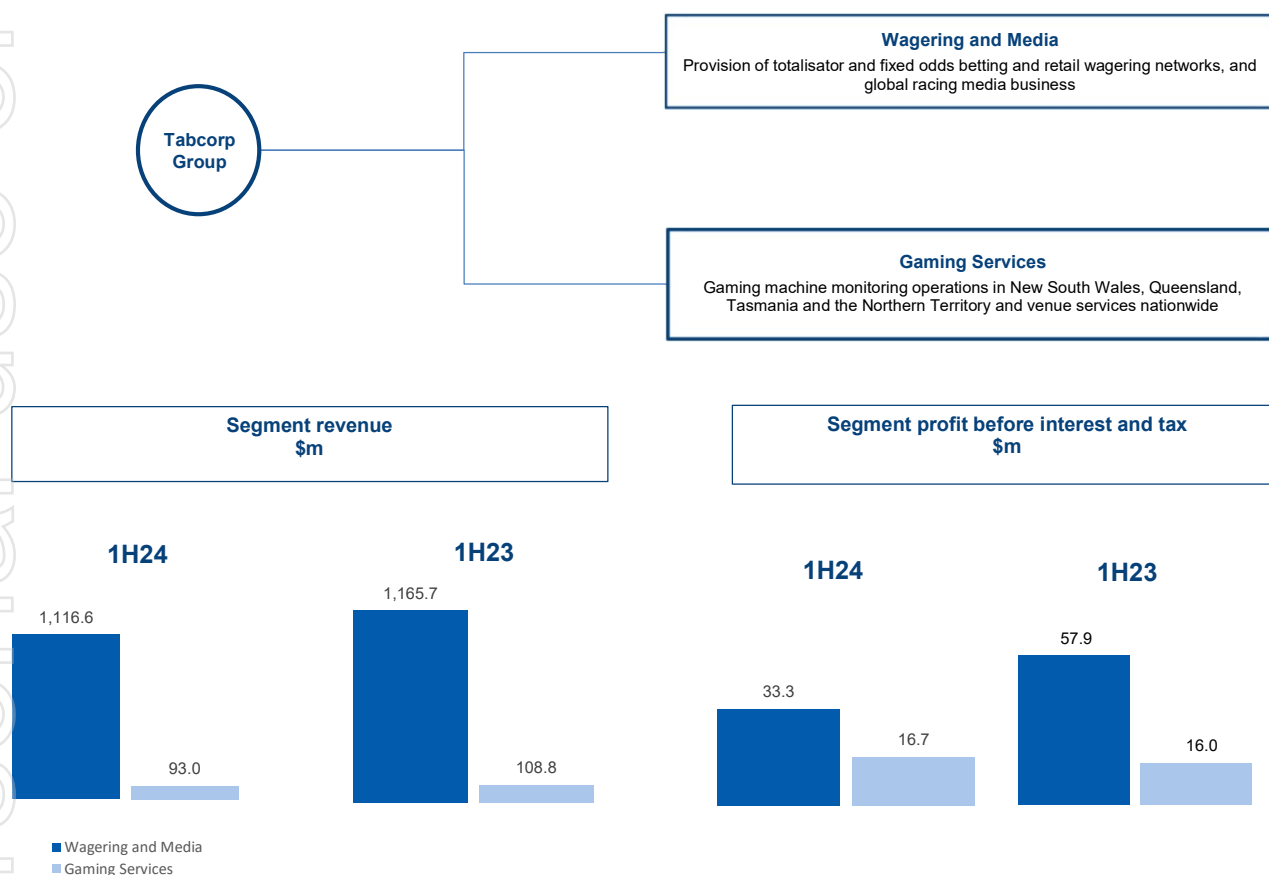 Wagering and Media
Provision of totalisator and fixed odds betting and retail wagering networks, and
global racing media business
Tabcorp
Group
Gaming Services
Gaming machine monitoring operations in New South Wales, Queensland,
Tasmania and the Northern Territory and venue services nationwide
Segment revenue
$m
Segment profit before interest and tax
$m
1H24
1H23
1H24
1H23
1,116.6
93.0
1,165.7
108.8
33.3
16.7
57.9
16.0
Wagering and Media
Gaming Services